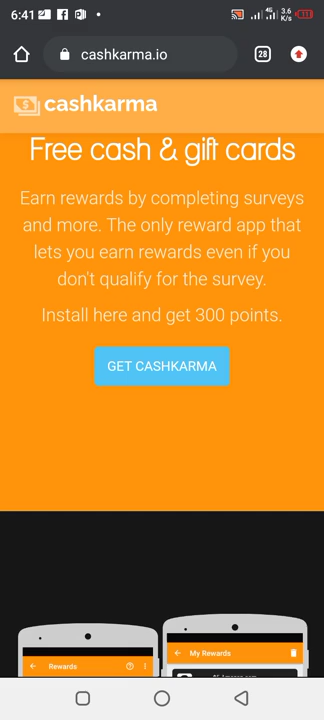 6:41
4G 3.6 K/s 11
cashkarma.io
28
cashkarma
Free cash & gift cards
Earn rewards by completing surveys
and more. The only reward app that
lets you earn rewards even if you
don't qualify for the survey.
Install here and get 300 points.
GET CASHKARMA
Rewards
My Rewards